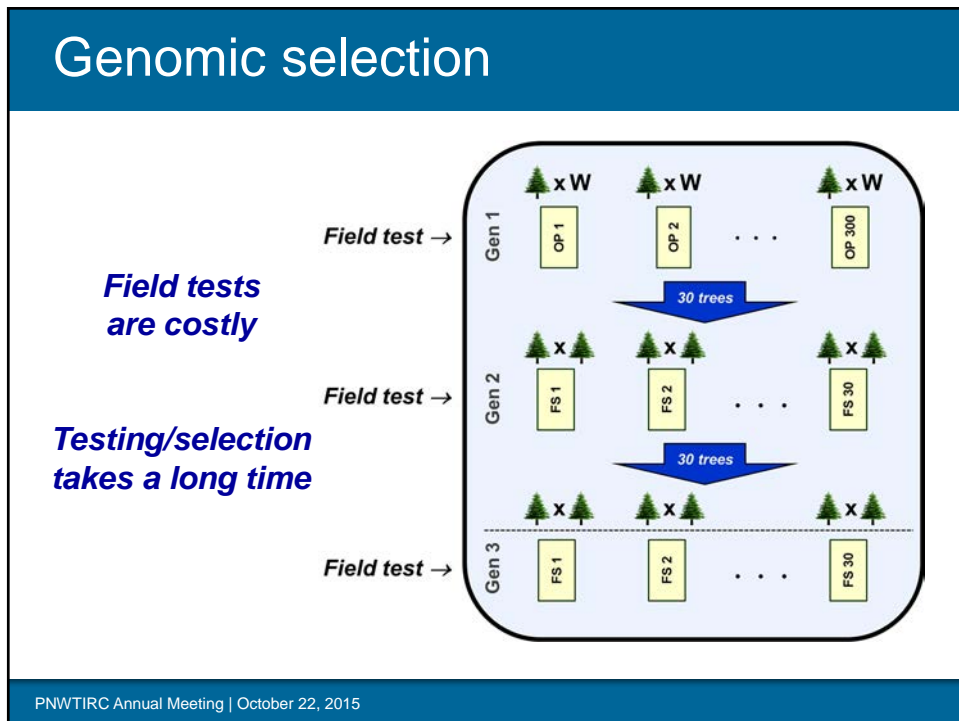 Genomic selection
Field tests
are costly
Testing/selection
takes a long time
Field test →
Gen 1
x W x W x W
OP 1 OP 2 . . . OP 300
30 trees
Field test →
Gen 2
x x x
FS 1 FS 2 . . . FS 30
30 trees
x x x
Field test →
Gen 3
FS 1 FS 2 . . . FS 30
PNWTIRC Annual Meeting | October 22, 2015